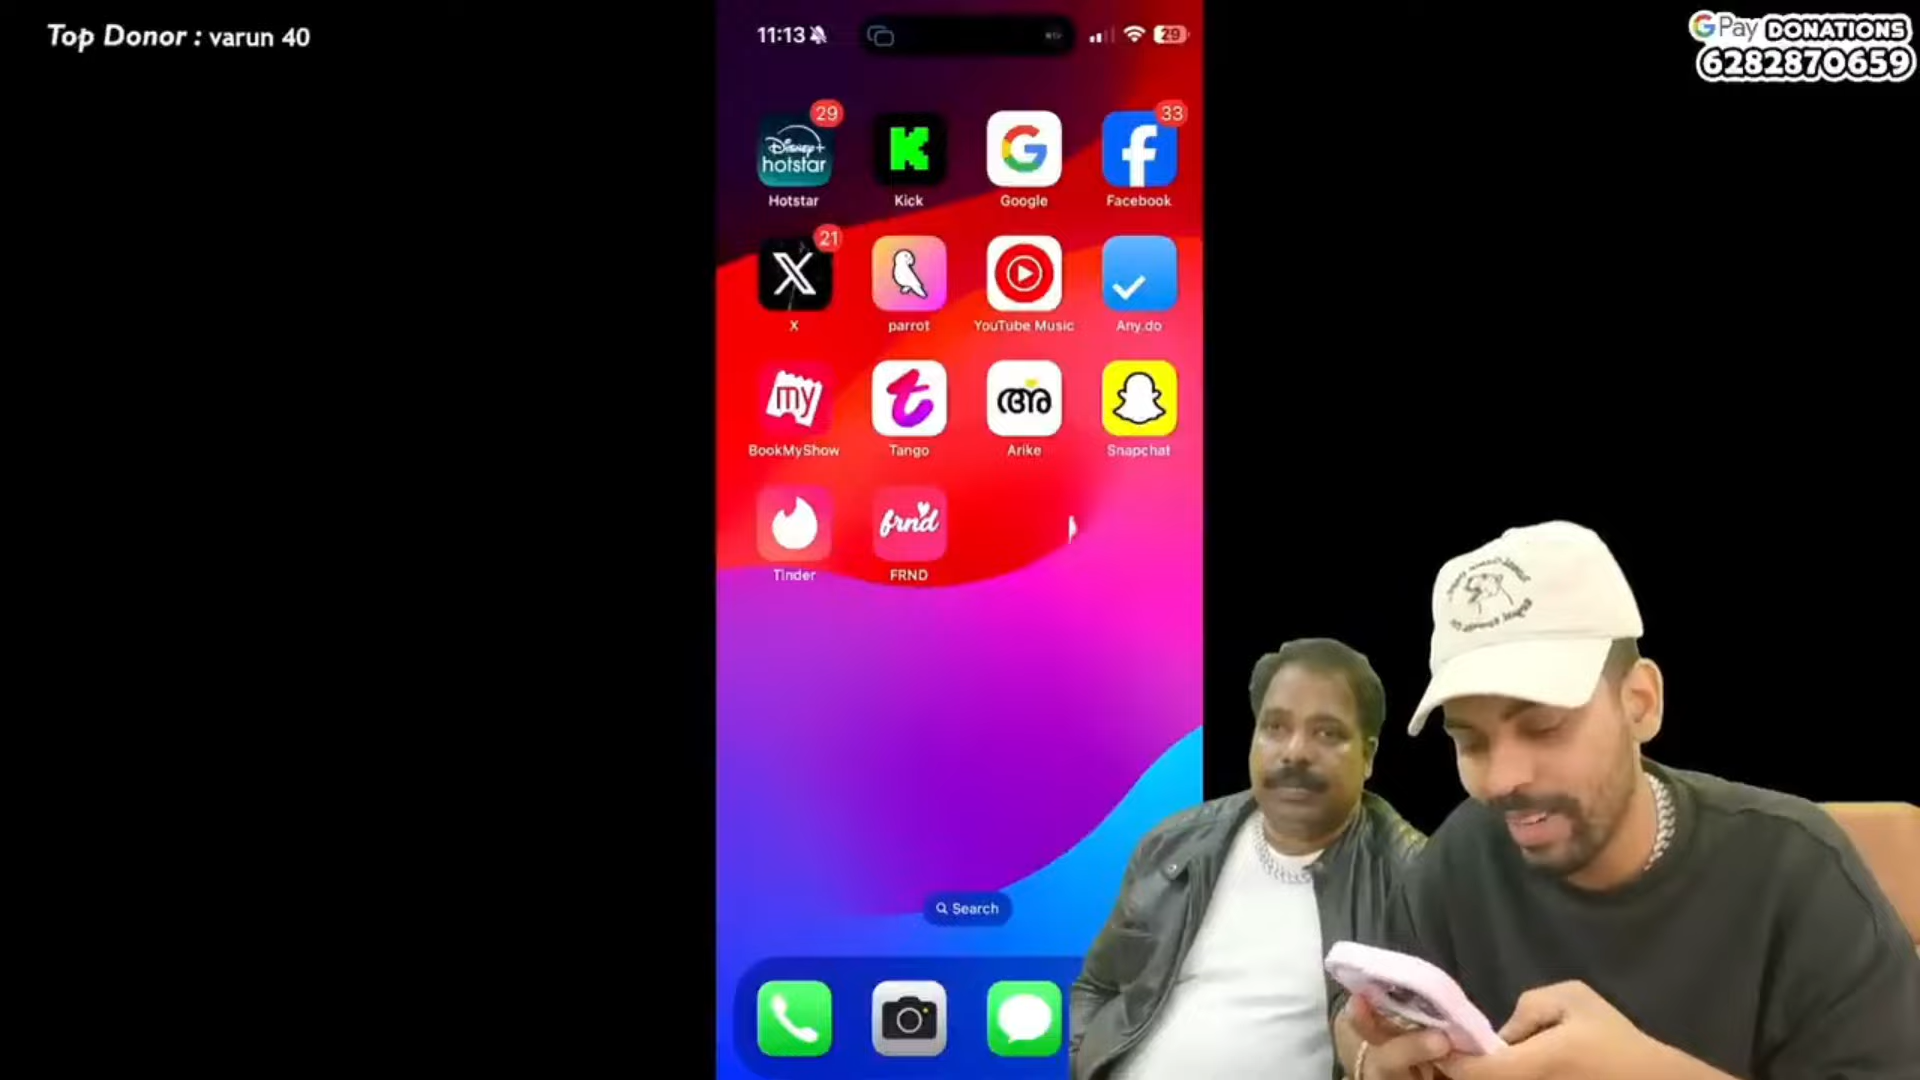 Top Donor : varun 40
G Pay DONATIONS
6282870659
11:13
29
29
33
Disney+
hotstar
K
G
f
Hotstar
Kick
Google
Facebook
21
X
X
parrot
YouTube Music
Any.do
my
t
അ
BookMyShow
Tango
Arike
Snapchat
frnd
Tinder
FRND
Search